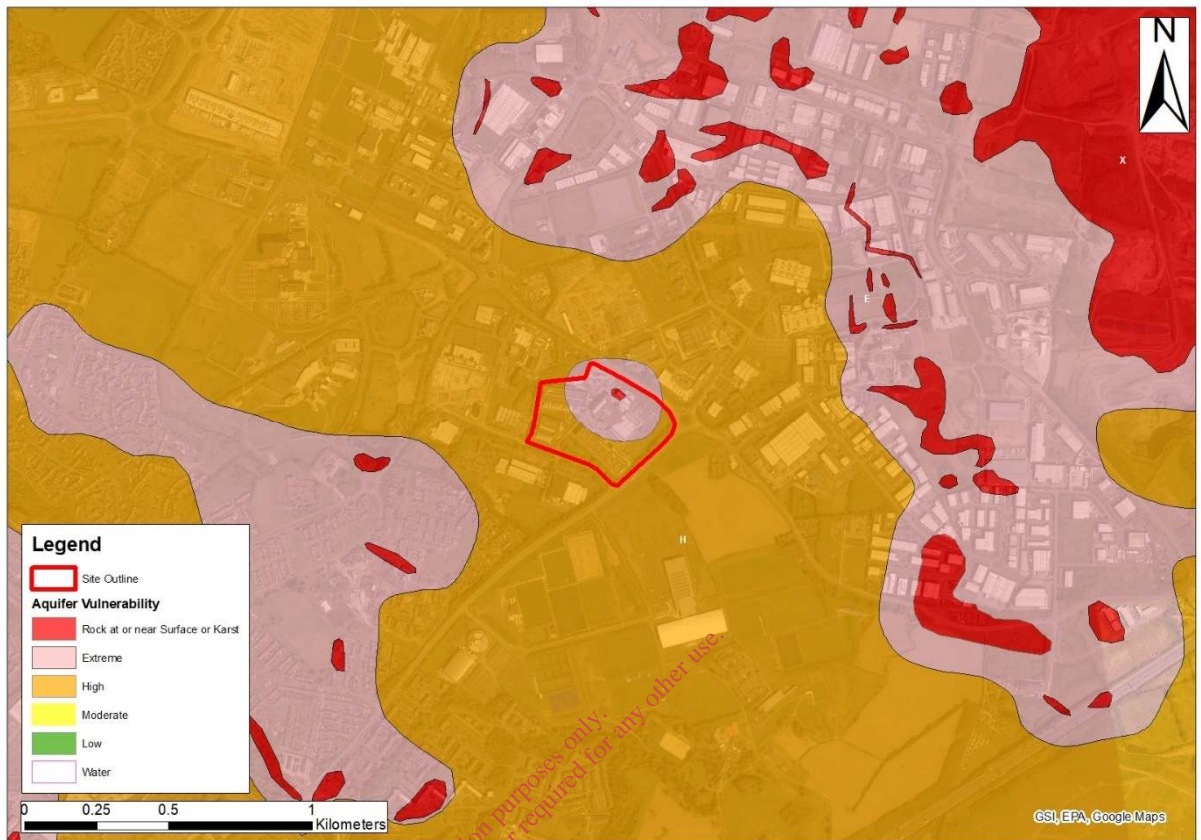 N
X
E
H
Legend
Site Outline
Aquifer Vulnerability
Rock at or near Surface or Karst
Extreme
High
Moderate
Low
Water
0 0.25 0.5 1
Kilometers
on purposes only.
required for any other use.
GSI, EPA, Google Maps